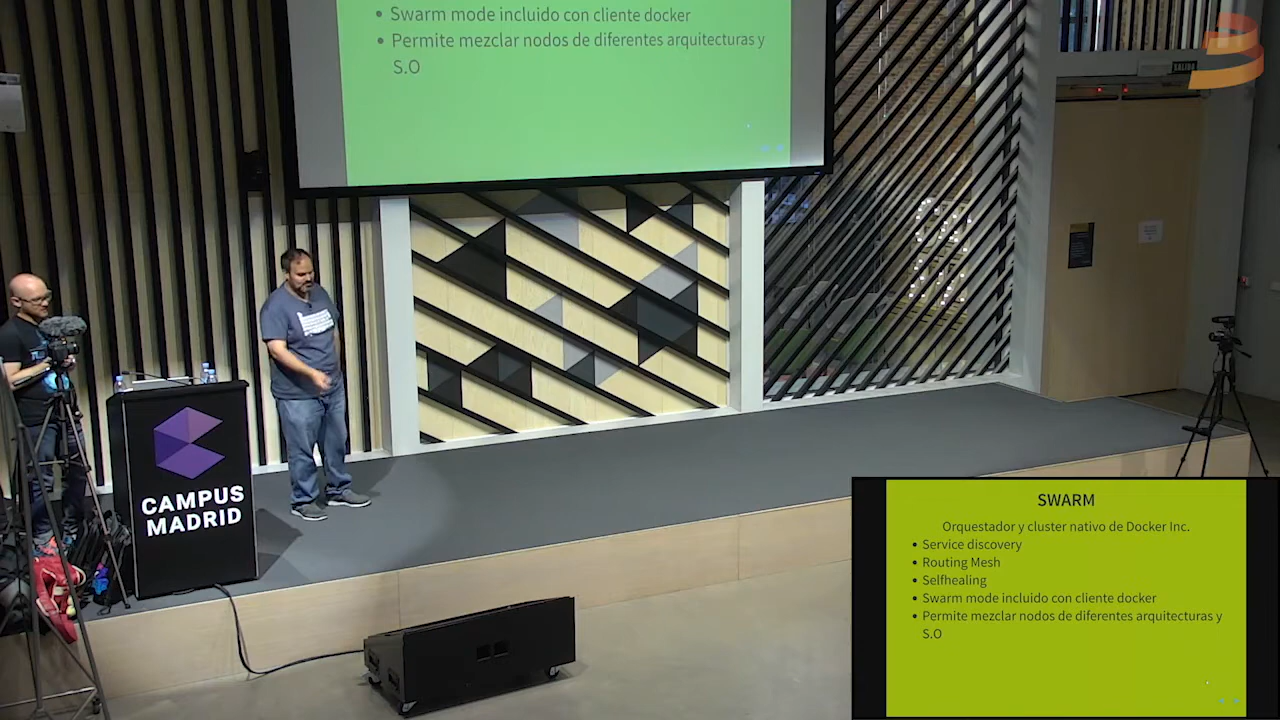 Swarm mode incluido con cliente docker
Permite mezclar nodos de diferentes arquitecturas y
S.O
SALIDA
CAMPUS
MADRID
SWARM
Orquestador y cluster nativo de Docker Inc.
Service discovery
Routing Mesh
Selfhealing
Swarm mode incluido con cliente docker
Permite mezclar nodos de diferentes arquitecturas y
S.O